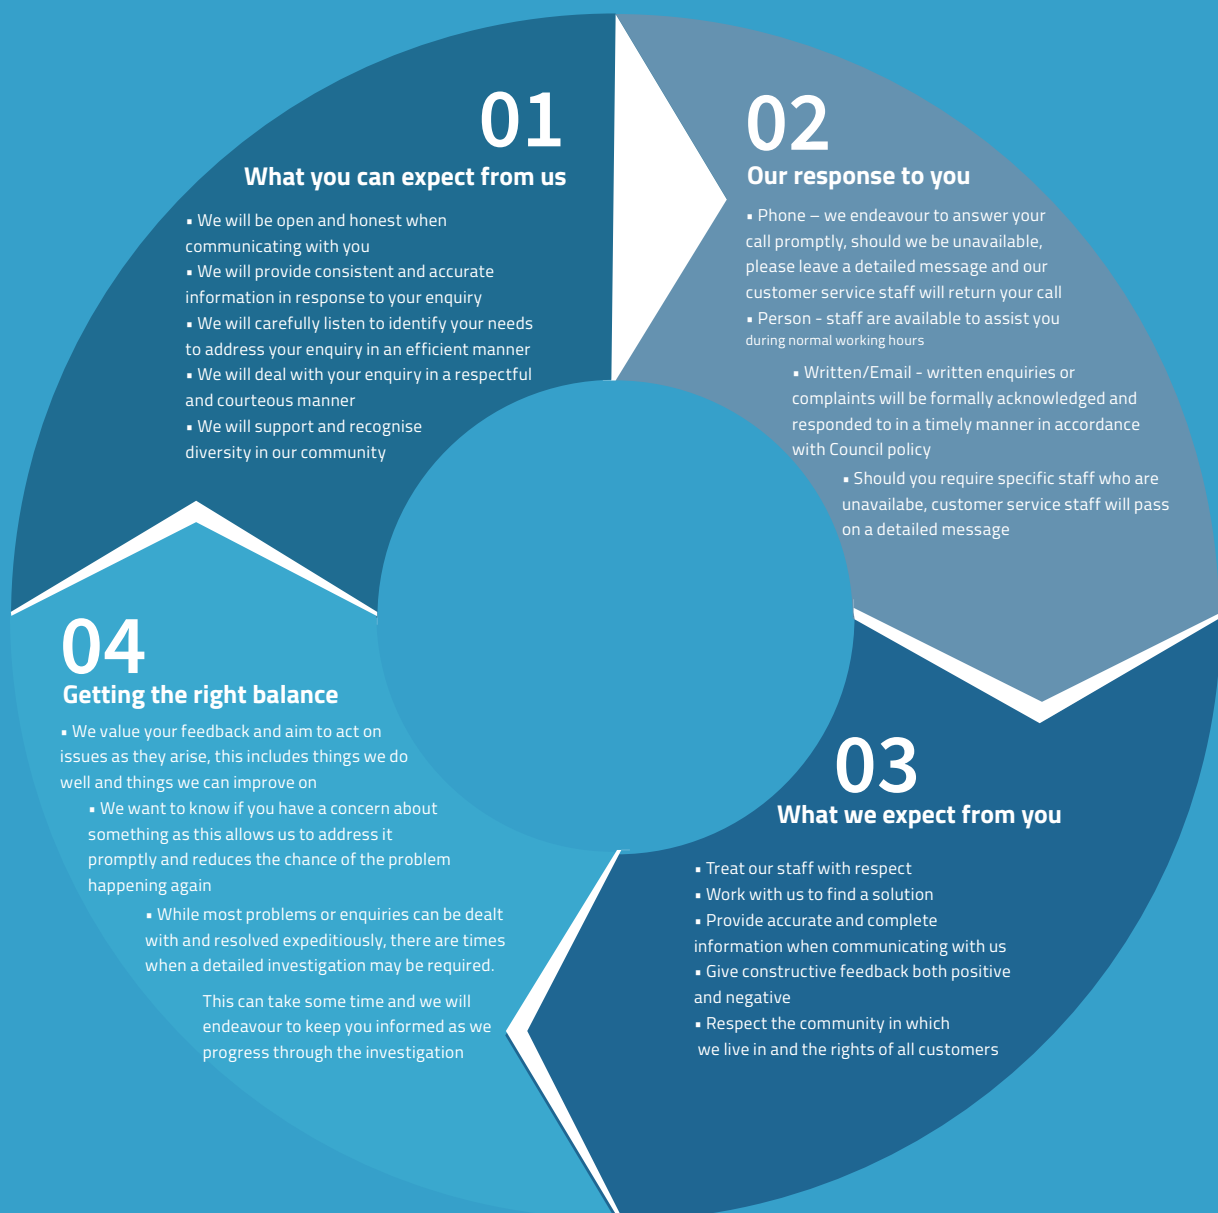 01
What you can expect from us
▪ We will be open and honest when
communicating with you
▪ We will provide consistent and accurate
information in response to your enquiry
▪ We will carefully listen to identify your needs
to address your enquiry in an efficient manner
▪ We will deal with your enquiry in a respectful
and courteous manner
▪ We will support and recognise
diversity in our community
02
Our response to you
▪ Phone – we endeavour to answer your
call promptly, should we be unavailable,
please leave a detailed message and our
customer service staff will return your call
▪ Person - staff are available to assist you
during normal working hours
▪ Written/Email - written enquiries or
complaints will be formally acknowledged and
responded to in a timely manner in accordance
with Council policy
▪ Should you require specific staff who are
unavailabe, customer service staff will pass
on a detailed message
03
What we expect from you
▪ Treat our staff with respect
▪ Work with us to find a solution
▪ Provide accurate and complete
information when communicating with us
▪ Give constructive feedback both positive
and negative
▪ Respect the community in which
we live in and the rights of all customers
04
Getting the right balance
▪ We value your feedback and aim to act on
issues as they arise, this includes things we do
well and things we can improve on
▪ We want to know if you have a concern about
something as this allows us to address it
promptly and reduces the chance of the problem
happening again
▪ While most problems or enquiries can be dealt
with and resolved expeditiously, there are times
when a detailed investigation may be required.
This can take some time and we will
endeavour to keep you informed as we
progress through the investigation